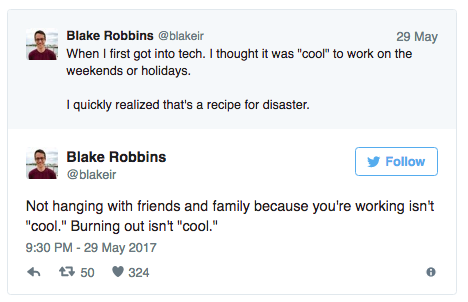 Blake Robbins @blakeir 29 May
When I first got into tech. I thought it was "cool" to work on the
weekends or holidays.
I quickly realized that's a recipe for disaster.
Blake Robbins
Follow
@blakeir
Not hanging with friends and family because you're working isn't
"cool." Burning out isn't "cool."
9:30 PM - 29 May 2017
50 324